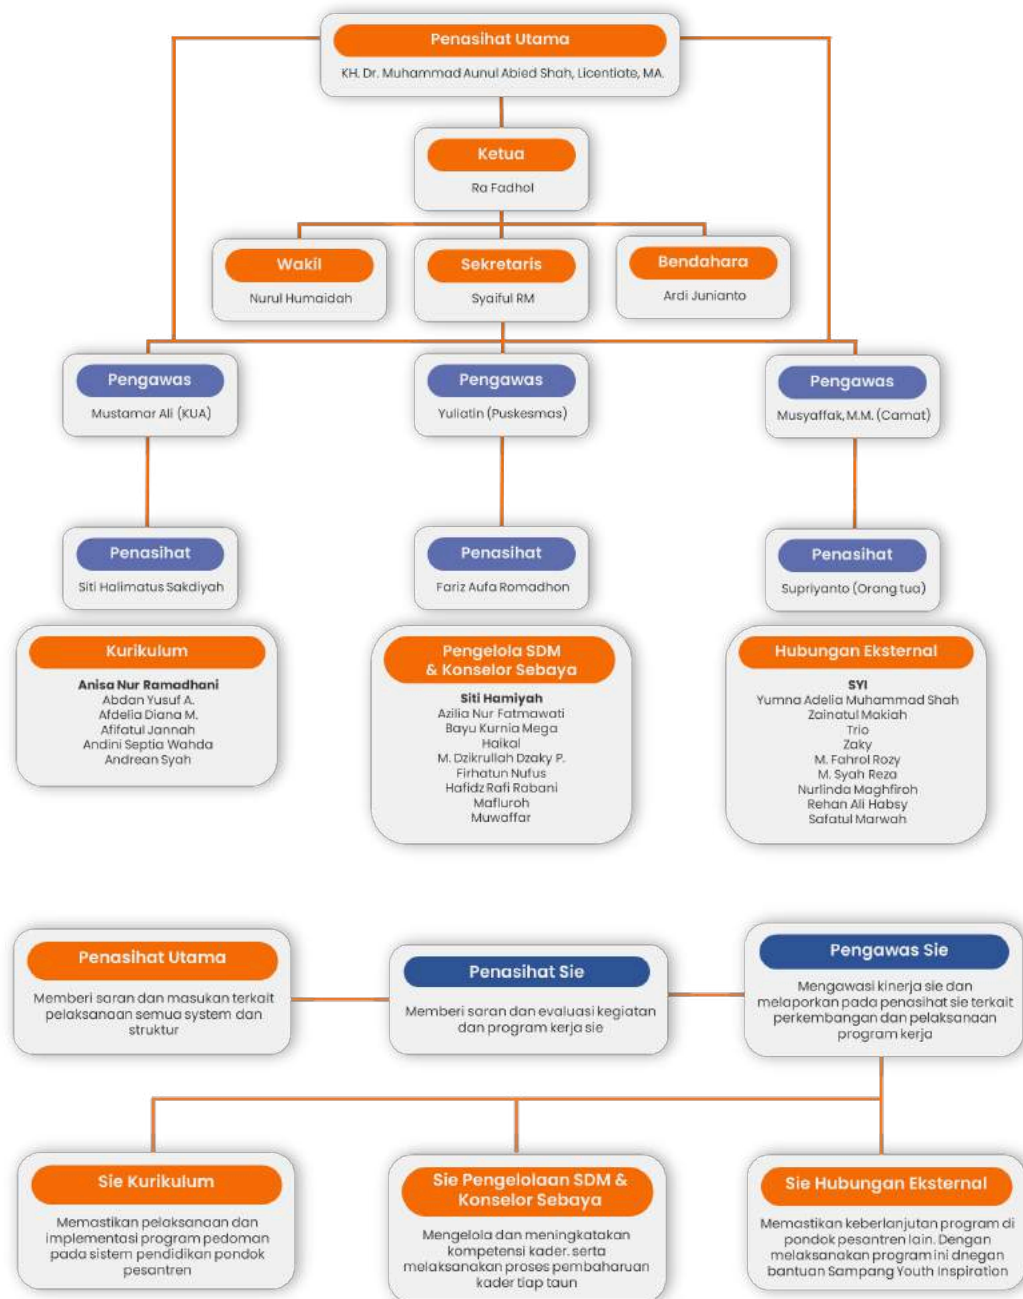 Penasihat Utama
KH. Dr. Muhammad Aunul Abied Shah, Licentiate, MA.
Ketua
Ra Fadhol
Wakil
Nurul Humaidah
Sekretaris
Syaiful RM
Bendahara
Ardi Junianto
Pengawas
Mustamar Ali (KUA)
Pengawas
Yuliatin (Puskesmas)
Pengawas
Musyaffak, M.M. (Camat)
Penasihat
Siti Halimatus Sakdiyah
Penasihat
Fariz Aufa Romadhon
Penasihat
Supriyanto (Orang tua)
Kurikulum
Anisa Nur Ramadhani
Abdan Yusuf A.
Afdelia Diana M.
Afifatul Jannah
Andini Septia Wahda
Andrean Syah
Pengelola SDM
& Konselor Sebaya
Siti Hamiyah
Azilia Nur Fatmawati
Bayu Kurnia Mega
Haikal
M. Dzikrullah Dzaky P.
Firhatun Nufus
Hafidz Rafi Rabani
Mafluroh
Muwaffar
Hubungan Eksternal
SYI
Yumna Adelia Muhammad Shah
Zainatul Makiah
Trio
Zaky
M. Fahrol Rozy
M. Syah Reza
Nurlinda Maghfiroh
Rehan Ali Habsy
Safatul Marwah
Penasihat Utama
Memberi saran dan masukan terkait
pelaksanaan semua system dan
struktur
Penasihat Sie
Memberi saran dan evaluasi kegiatan
dan program kerja sie
Pengawas Sie
Mengawasi kinerja sie dan
melaporkan pada penasihat sie terkait
perkembangan dan pelaksanaan
program kerja
Sie Kurikulum
Memastikan pelaksanaan dan
implementasi program pedoman
pada sistem pendidikan pondok
pesantren
Sie Pengelolaan SDM &
Konselor Sebaya
Mengelola dan meningkatakan
kompetensi kader. serta
melaksanakan proses pembaharuan
kader tiap taun
Sie Hubungan Eksternal
Memastikan keberlanjutan program di
pondok pesantren lain. Dengan
melaksanakan program ini dnegan
bantuan Sampang Youth Inspiration